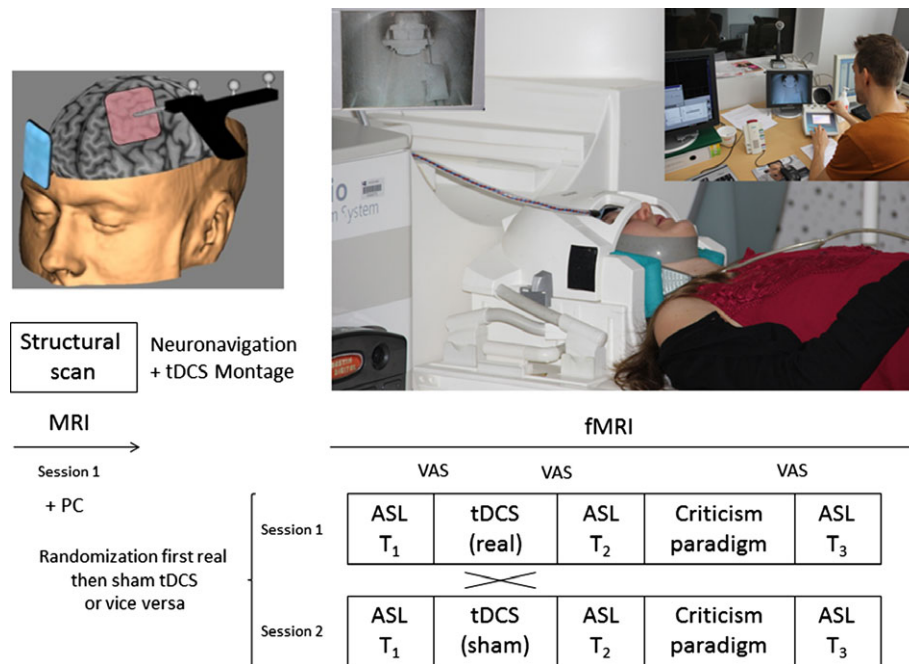 io
System
Structural
scan
Neuronavigation
+ tDCS Montage
MRI
fMRI
Session 1
VAS
VAS
VAS
+ PC
Randomization first real
then sham tDCS
or vice versa
Session 1
ASL
T1
tDCS
(real)
ASL
T2
Criticism
paradigm
ASL
T3
Session 2
ASL
T1
tDCS
(sham)
ASL
T2
Criticism
paradigm
ASL
T3